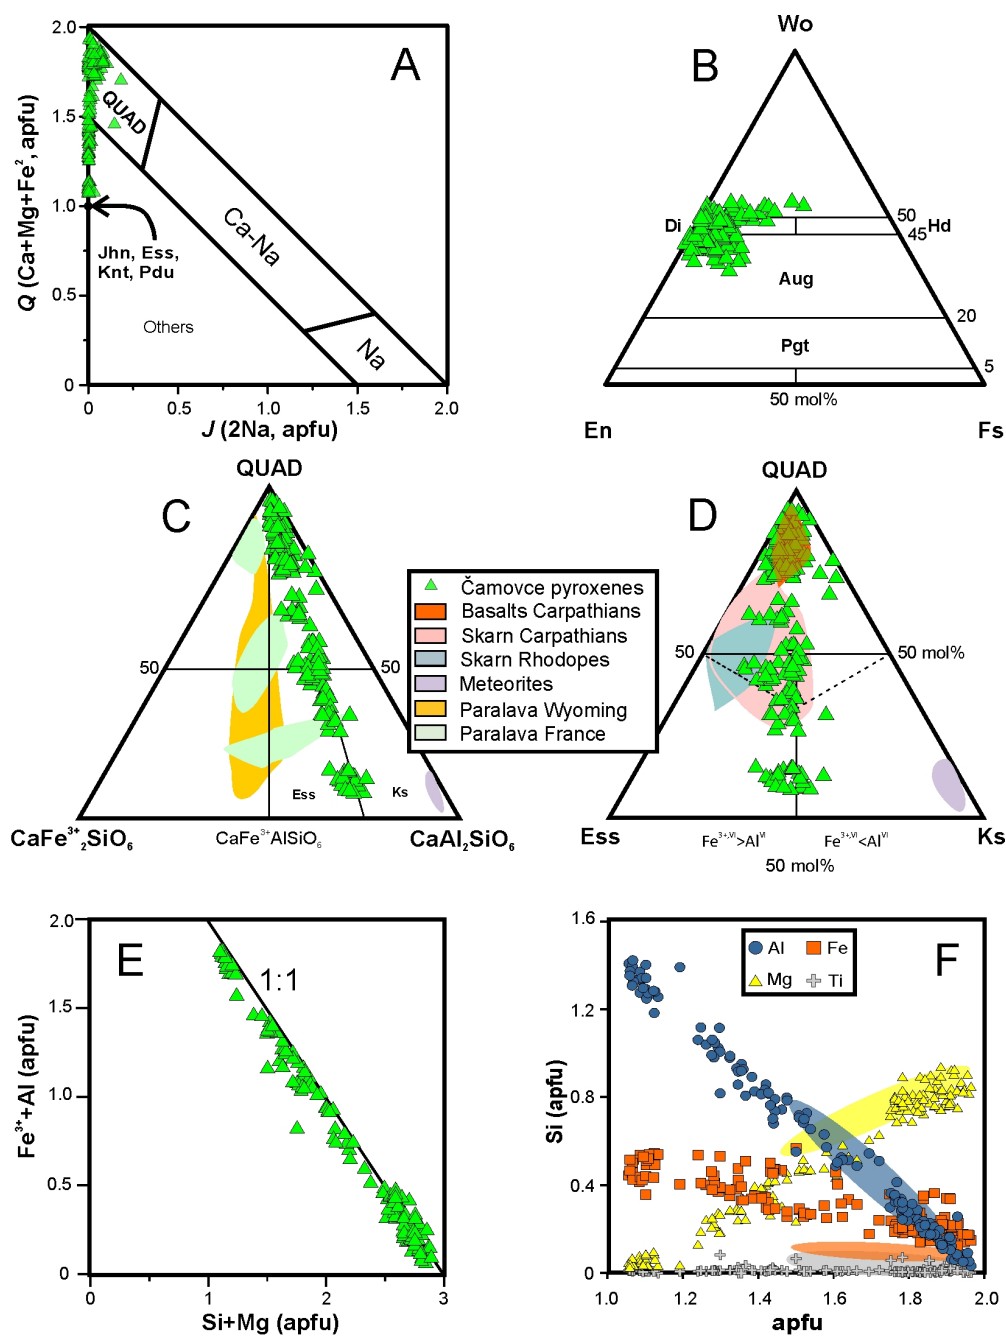 A
2.0
1.5
1.0
0.5
0
Q (Ca+Mg+Fe², apfu)
QUAD
Ca-Na
Na
Jhn, Ess,
Knt, Pdu
Others
0
0.5
1.0
1.5
2.0
J (2Na, apfu)
B
Wo
Di
50
45 Hd
Aug
20
Pgt
5
50 mol%
En
Fs
C
QUAD
50
50
Ess
Ks
CaFe³⁺₂SiO₆
CaFe³⁺AlSiO₆
CaAl₂SiO₆
Čamovce pyroxenes
Basalts Carpathians
Skarn Carpathians
Skarn Rhodopes
Meteorites
Paralava Wyoming
Paralava France
D
QUAD
50
50 mol%
Ess
Fe³⁺,ⱽᴵ>Alⱽᴵ
Fe³⁺,ⱽᴵ<Alⱽᴵ
Ks
50 mol%
E
2.0
1.5
1.0
0.5
0
Fe³⁺+Al (apfu)
1:1
0
1
2
3
Si+Mg (apfu)
F
1.6
1.2
0.8
0.4
0
Si (apfu)
Al
Fe
Mg
Ti
1.0
1.2
1.4
1.6
1.8
2.0
apfu